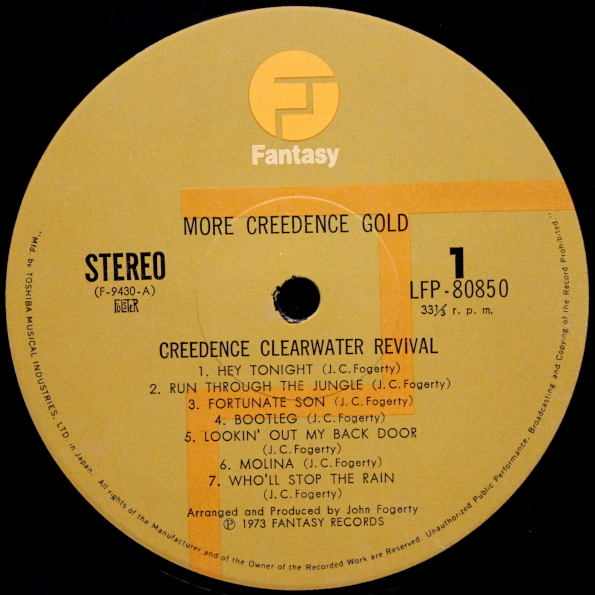 Fantasy
MORE CREEDENCE GOLD
STEREO
(F-9430-A)
1
LFP-80850
33⅓ r. p. m.
CREEDENCE CLEARWATER REVIVAL
1. HEY TONIGHT (J.C.Fogerty)
2. RUN THROUGH THE JUNGLE (J.C.Fogerty)
3. FORTUNATE SON (J.C.Fogerty)
4. BOOTLEG (J.C.Fogerty)
5. LOOKIN' OUT MY BACK DOOR
(J.C.Fogerty)
6. MOLINA (J.C.Fogerty)
7. WHO'LL STOP THE RAIN
(J.C.Fogerty)
Arranged and Produced by John Fogerty
Ⓟ 1973 FANTASY RECORDS
"Mfd. by TOSHIBA MUSICAL INDUSTRIES, LTD. in Japan. All rights of the Manufacturer and of the Owner of the Recorded Work are Reserved. Unauthorized Public Performance, Broadcasting and Copying of the Record Prohibited."